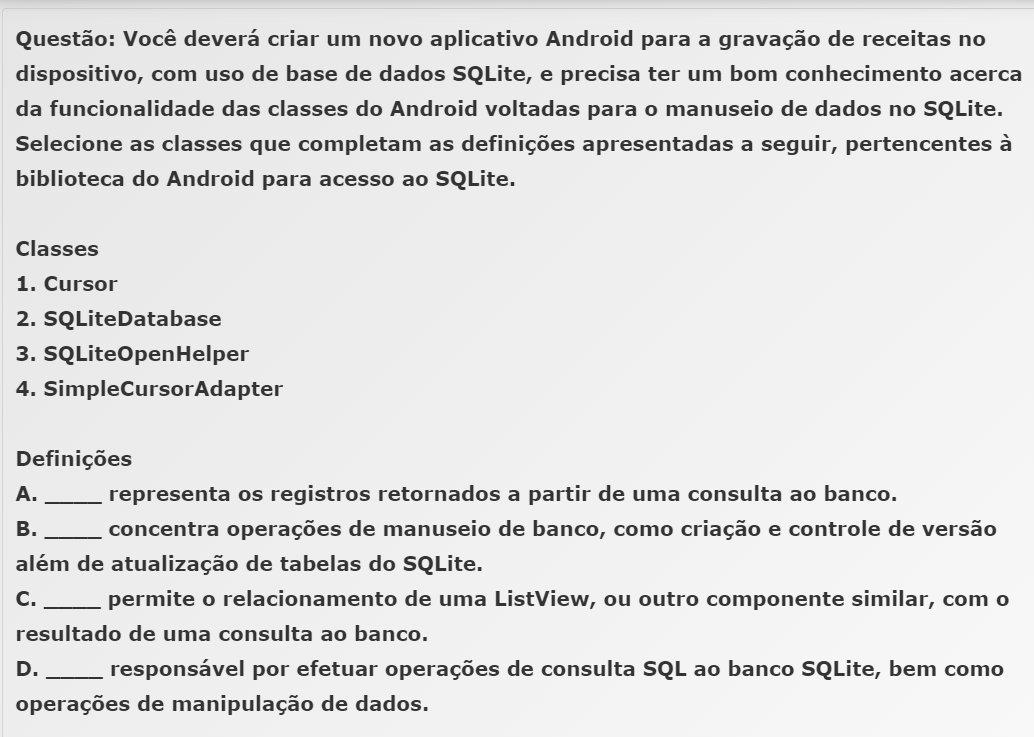 Questão: Você deverá criar um novo aplicativo Android para a gravação de receitas no
dispositivo, com uso de base de dados SQLite, e precisa ter um bom conhecimento acerca
da funcionalidade das classes do Android voltadas para o manuseio de dados no SQLite.
Selecione as classes que completam as definições apresentadas a seguir, pertencentes à
biblioteca do Android para acesso ao SQLite.

Classes
1. Cursor
2. SQLiteDatabase
3. SQLiteOpenHelper
4. SimpleCursorAdapter

Definições
A. ____ representa os registros retornados a partir de uma consulta ao banco.
B. ____ concentra operações de manuseio de banco, como criação e controle de versão
além de atualização de tabelas do SQLite.
C. ____ permite o relacionamento de uma ListView, ou outro componente similar, com o
resultado de uma consulta ao banco.
D. ____ responsável por efetuar operações de consulta SQL ao banco SQLite, bem como
operações de manipulação de dados.